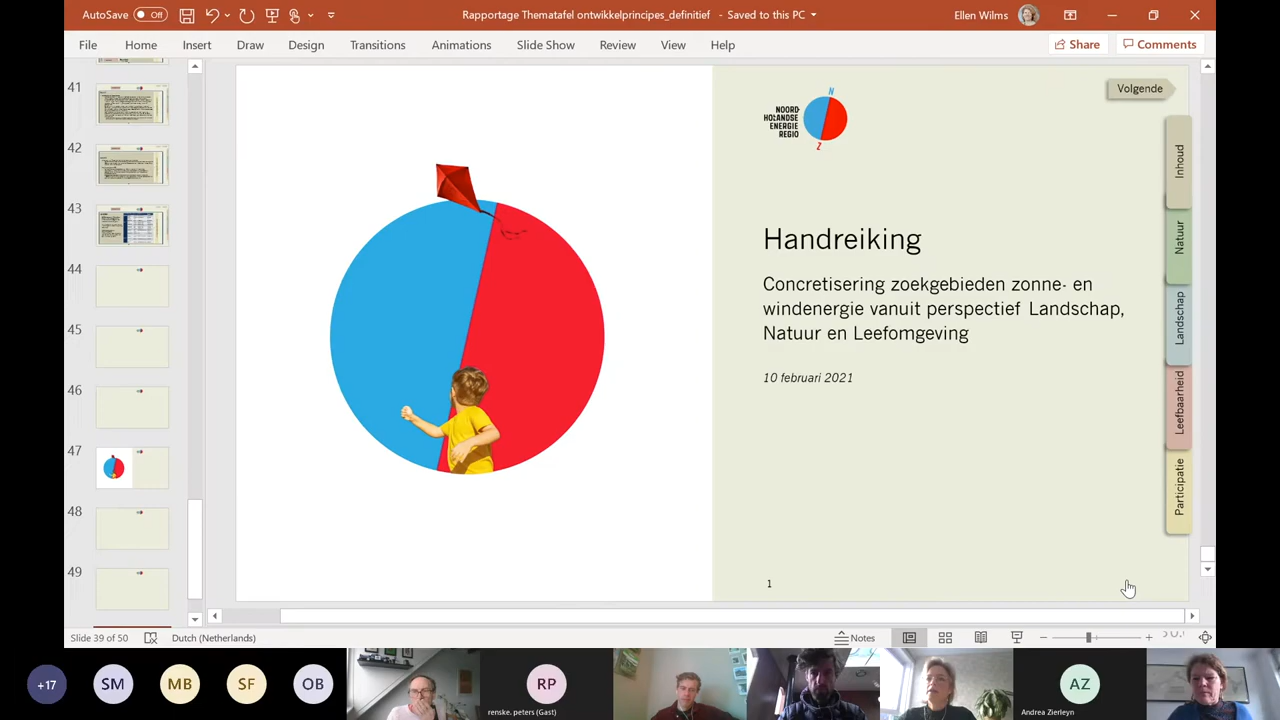 AutoSave
Off
Rapportage Thematafel ontwikkelprincipes_definitief - Saved to this PC
Ellen Wilms
File
Home
Insert
Draw
Design
Transitions
Animations
Slide Show
Review
View
Help
Share
Comments
41
42
43
44
45
46
47
48
49
NOORD
HOLLANDSE
ENERGIE
REGIO
N
Z
Volgende
Handreiking
Concretisering zoekgebieden zonne- en
windenergie vanuit perspectief Landschap,
Natuur en Leefomgeving
10 februari 2021
1
Inhoud
Natuur
Landschap
Leefbaarheid
Participatie
Slide 39 of 50
Dutch (Netherlands)
Notes
+17
SM
MB
SF
OB
RP
renske. peters (Gast)
AZ
Andrea Zierleyn